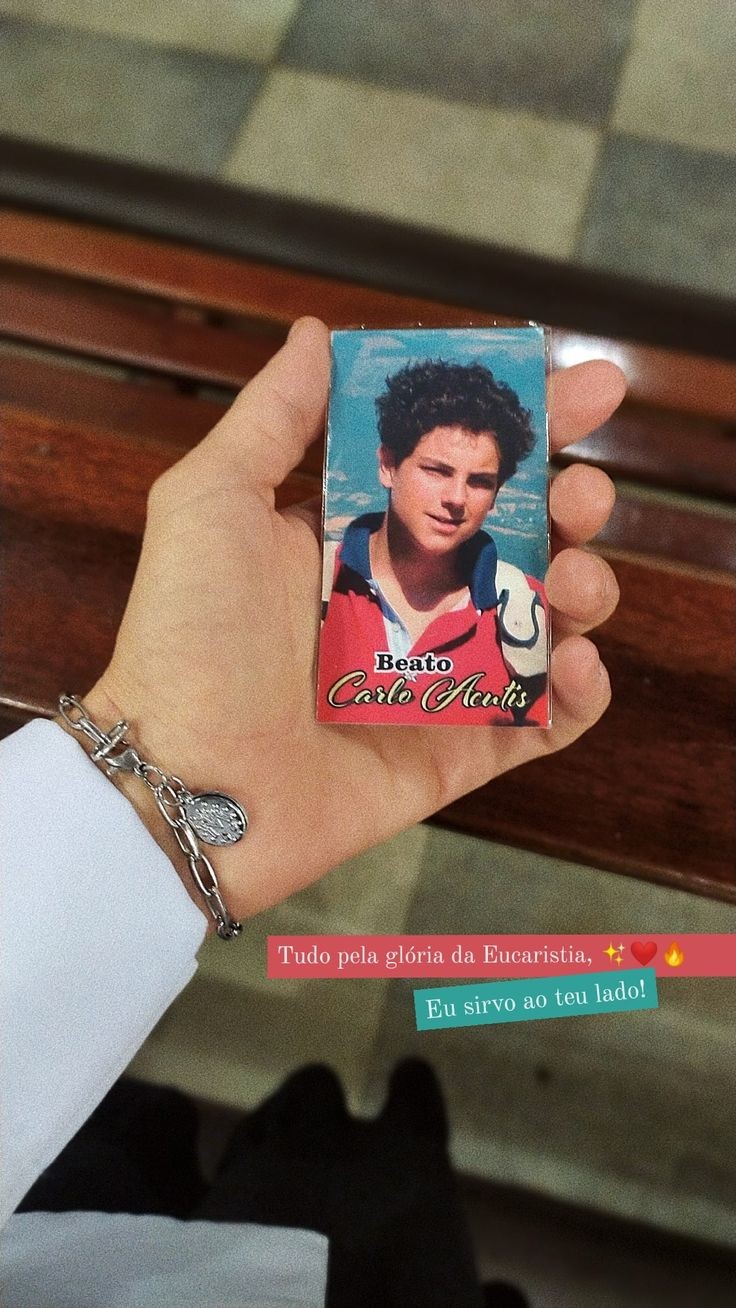 Beato
Carlo Acutis
Tudo pela glória da Eucaristia, ✨❤️🔥
Eu sirvo ao teu lado!